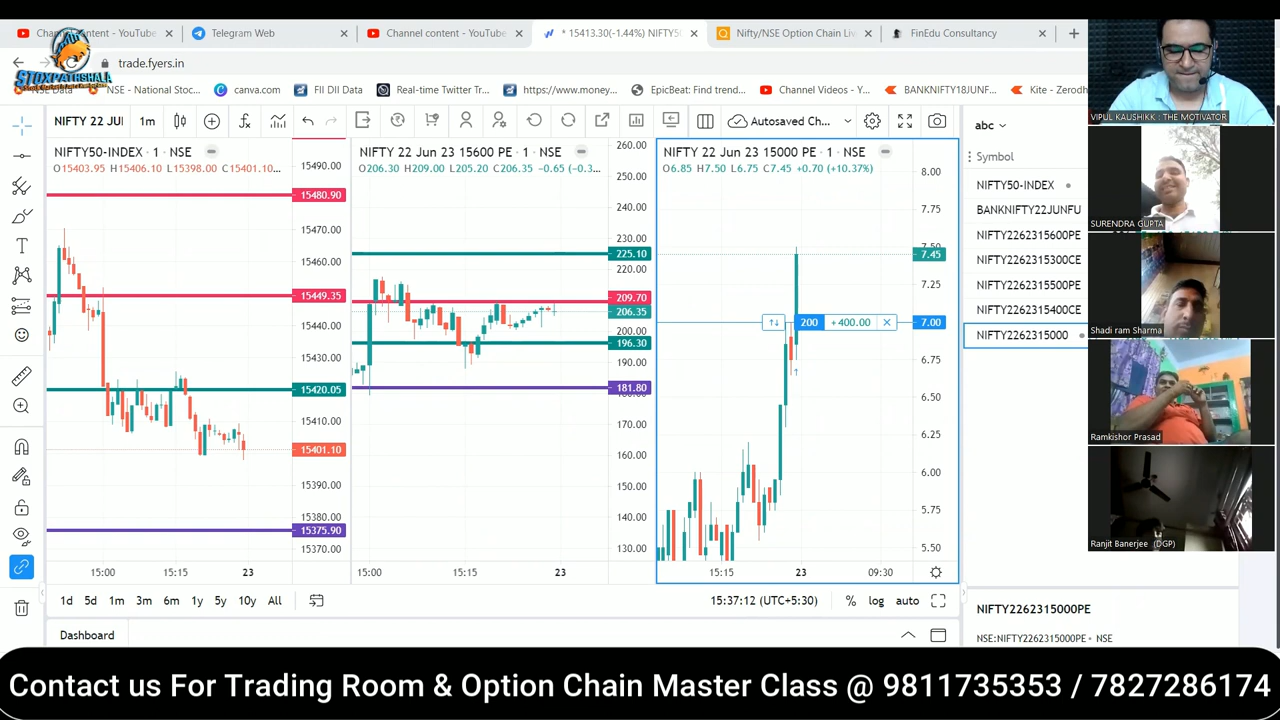 Channel content - YouTube
Telegram Web
Channel content - YouTube
* 15413.30(-1.44%) NIFTY5
Nifty/NSE Option Chain Liv
FinEdu Consultancy
STOXPATHSHALA
trade.fyers.in
NSE Data
NSE - National Stoc...
canva.com
FII DII Data
Real-time Twitter Tr...
https://www.money...
EpicBeat: Find trend...
Channel Videos - Y...
BANKNIFTY18JUNF...
Kite - Zerodh
NIFTY 22 JUI
1m
Autosaved Ch...
abc
NIFTY50-INDEX · 1 · NSE
O15403.95 H15406.10 L15398.00 C15401.10...
15490.00
15480.90
15470.00
15460.00
15449.35
15440.00
15430.00
15420.05
15410.00
15401.10
15390.00
15380.00
15375.90
15370.00
15:00
15:15
23
NIFTY 22 Jun 23 15600 PE · 1 · NSE
O206.30 H209.00 L205.20 C206.35 -0.65 (-0.3...
260.00
250.00
240.00
230.00
225.10
220.00
209.70
206.35
200.00
196.30
190.00
181.80
170.00
160.00
150.00
140.00
130.00
15:00
15:15
23
NIFTY 22 Jun 23 15000 PE · 1 · NSE
O6.85 H7.50 L6.75 C7.45 +0.70 (+10.37%)
8.00
7.75
7.50
7.45
7.25
200 +400.00
7.00
6.75
6.50
6.25
6.00
5.75
5.50
15:15
23
09:30
Symbol
NIFTY50-INDEX
BANKNIFTY22JUNFU
NIFTY2262315600PE
NIFTY2262315300CE
NIFTY2262315500PE
NIFTY2262315400CE
NIFTY2262315000
VIPUL KAUSHIKK : THE MOTIVATOR
SURENDRA GUPTA
Shadi ram Sharma
Ramkishor Prasad
Ranjit Banerjee (DGP)
1d 5d 1m 3m 6m 1y 5y 10y All
15:37:12 (UTC+5:30)
% log auto
NIFTY2262315000PE
NSE:NIFTY2262315000PE • NSE
Dashboard
Contact us For Trading Room & Option Chain Master Class @ 9811735353 / 7827286174